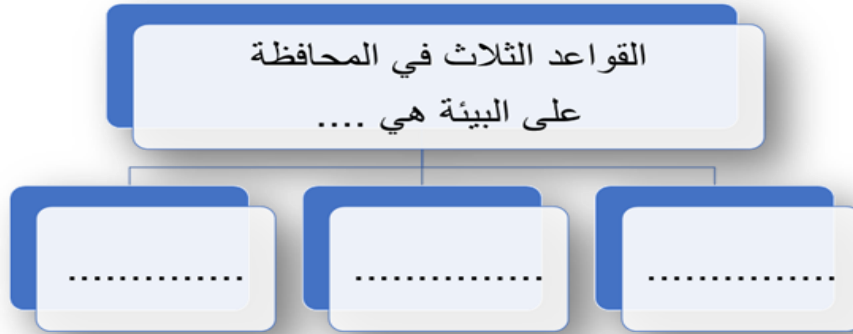 القواعد الثلاث في المحافظة
على البيئة هي ....
............... ............... ..............